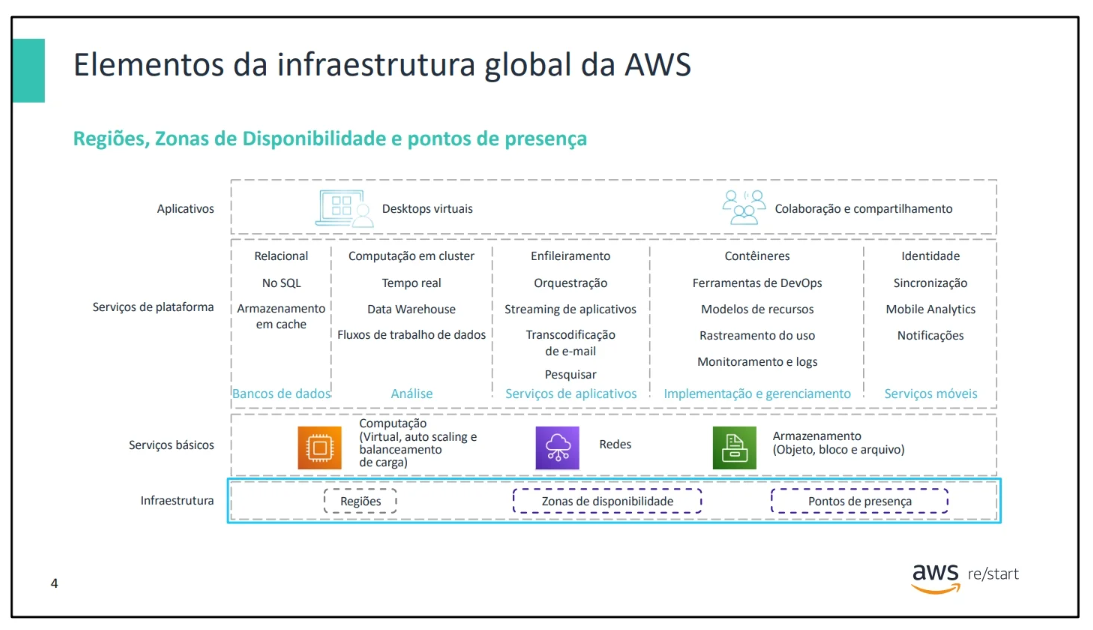 Elementos da infraestrutura global da AWS
Regiões, Zonas de Disponibilidade e pontos de presença
Aplicativos
Desktops virtuais
Colaboração e compartilhamento
Serviços de plataforma
Relacional
No SQL
Armazenamento
em cache
Bancos de dados
Computação em cluster
Tempo real
Data Warehouse
Fluxos de trabalho de dados
Análise
Enfileiramento
Orquestração
Streaming de aplicativos
Transcodificação
de e-mail
Pesquisar
Serviços de aplicativos
Contêineres
Ferramentas de DevOps
Modelos de recursos
Rastreamento do uso
Monitoramento e logs
Implementação e gerenciamento
Identidade
Sincronização
Mobile Analytics
Notificações
Serviços móveis
Serviços básicos
Computação
(Virtual, auto scaling e
balanceamento
de carga)
Redes
Armazenamento
(Objeto, bloco e arquivo)
Infraestrutura
Regiões
Zonas de disponibilidade
Pontos de presença
4
aws re/start